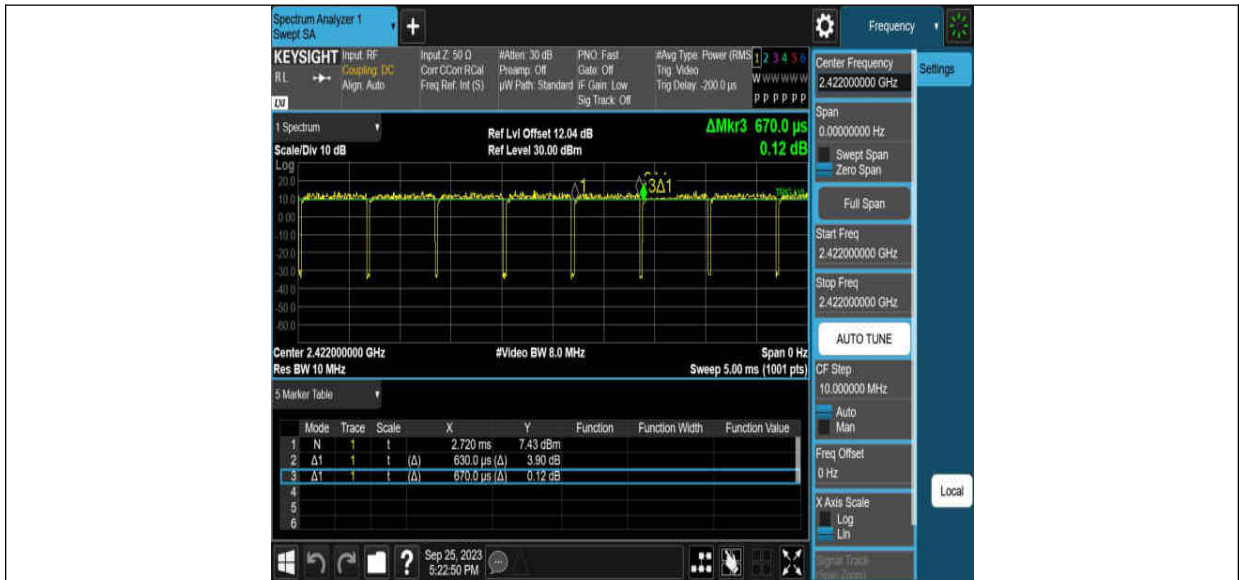 Spectrum Analyzer 1
Swept SA
+
Frequency
KEYSIGHT Input: RF Input Z: 50 Ω #Atten: 30 dB PNO: Fast #Avg Type: Power (RMS 1 2 3 4 5 6
RL Coupling: DC Corr CCorr RCal Preamp: Off Gate: Off Trig: Video W W W W W W
Align: Auto Freq Ref: Int (S) µW Path: Standard IF Gain: Low Trig Delay: -200.0 µs
Sig Track: Off P P P P P P
LXI
Center Frequency
2.422000000 GHz
Settings
1 Spectrum
Scale/Div 10 dB
Ref Lvl Offset 12.04 dB
Ref Level 30.00 dBm
ΔMkr3 670.0 µs
0.12 dB
Span
0.00000000 Hz
Swept Span
Zero Span
Full Span
Start Freq
2.422000000 GHz
Stop Freq
2.422000000 GHz
AUTO TUNE
CF Step
10.000000 MHz
Auto
Man
Freq Offset
0 Hz
X Axis Scale
Log
Lin
Signal Track
Local
Log
20.0
10.0
0.00
-10.0
-20.0
-30.0
-40.0
-50.0
-60.0
1
3Δ1
Center 2.422000000 GHz #Video BW 8.0 MHz Span 0 Hz
Res BW 10 MHz Sweep 5.00 ms (1001 pts)
5 Marker Table
Mode Trace Scale X Y Function Function Width Function Value
1 N 1 t 2.720 ms 7.43 dBm
2 Δ1 1 t (Δ) 630.0 µs (Δ) 3.90 dB
3 Δ1 1 t (Δ) 670.0 µs (Δ) 0.12 dB
4
5
6
?
Sep 25, 2023
5:22:50 PM